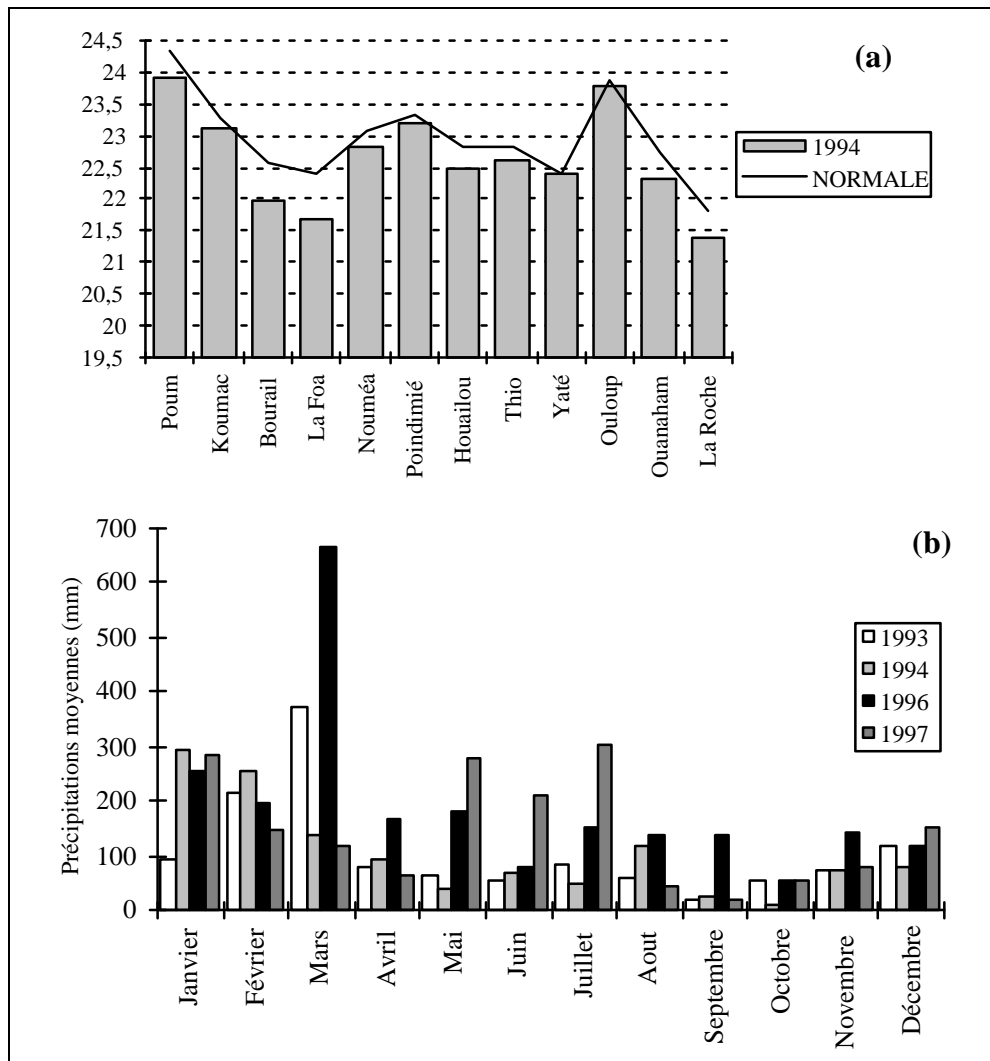 (a)
24,5
24
23,5
23
22,5
22
21,5
21
20,5
20
19,5
1994
NORMALE
Poum
Koumac
Bourail
La Foa
Nouméa
Poindimié
Houailou
Thio
Yaté
Ouloup
Ouanaham
La Roche
(b)
Précipitations moyennes (mm)
700
600
500
400
300
200
100
0
1993
1994
1996
1997
Janvier
Février
Mars
Avril
Mai
Juin
Juillet
Aout
Septembre
Octobre
Novembre
Décembre